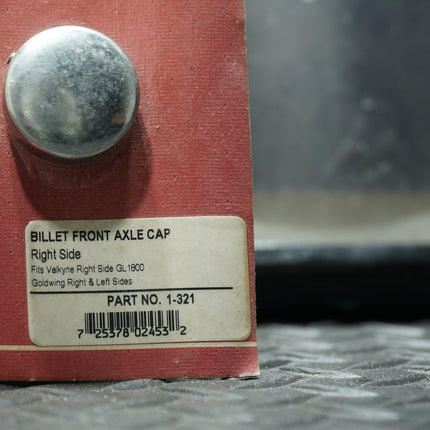 BILLET FRONT AXLE CAP
Right Side
Fits Valkyrie Right Side GL1800
Goldwing Right & Left Sides
PART NO. 1-321
7 25378 02453 2